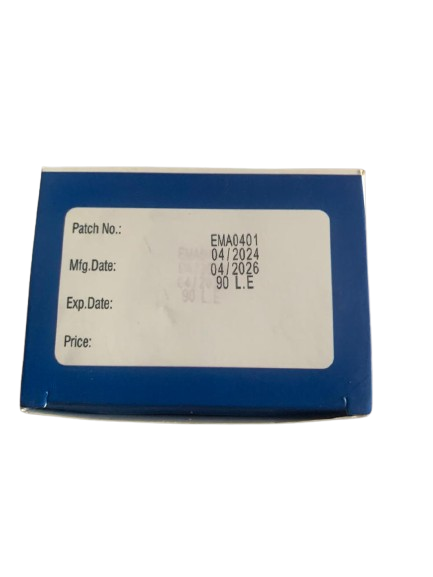 Patch No.:
EMA0401
04/2024
Mfg.Date:
04/2026
90 L.E
Exp.Date:
Price: